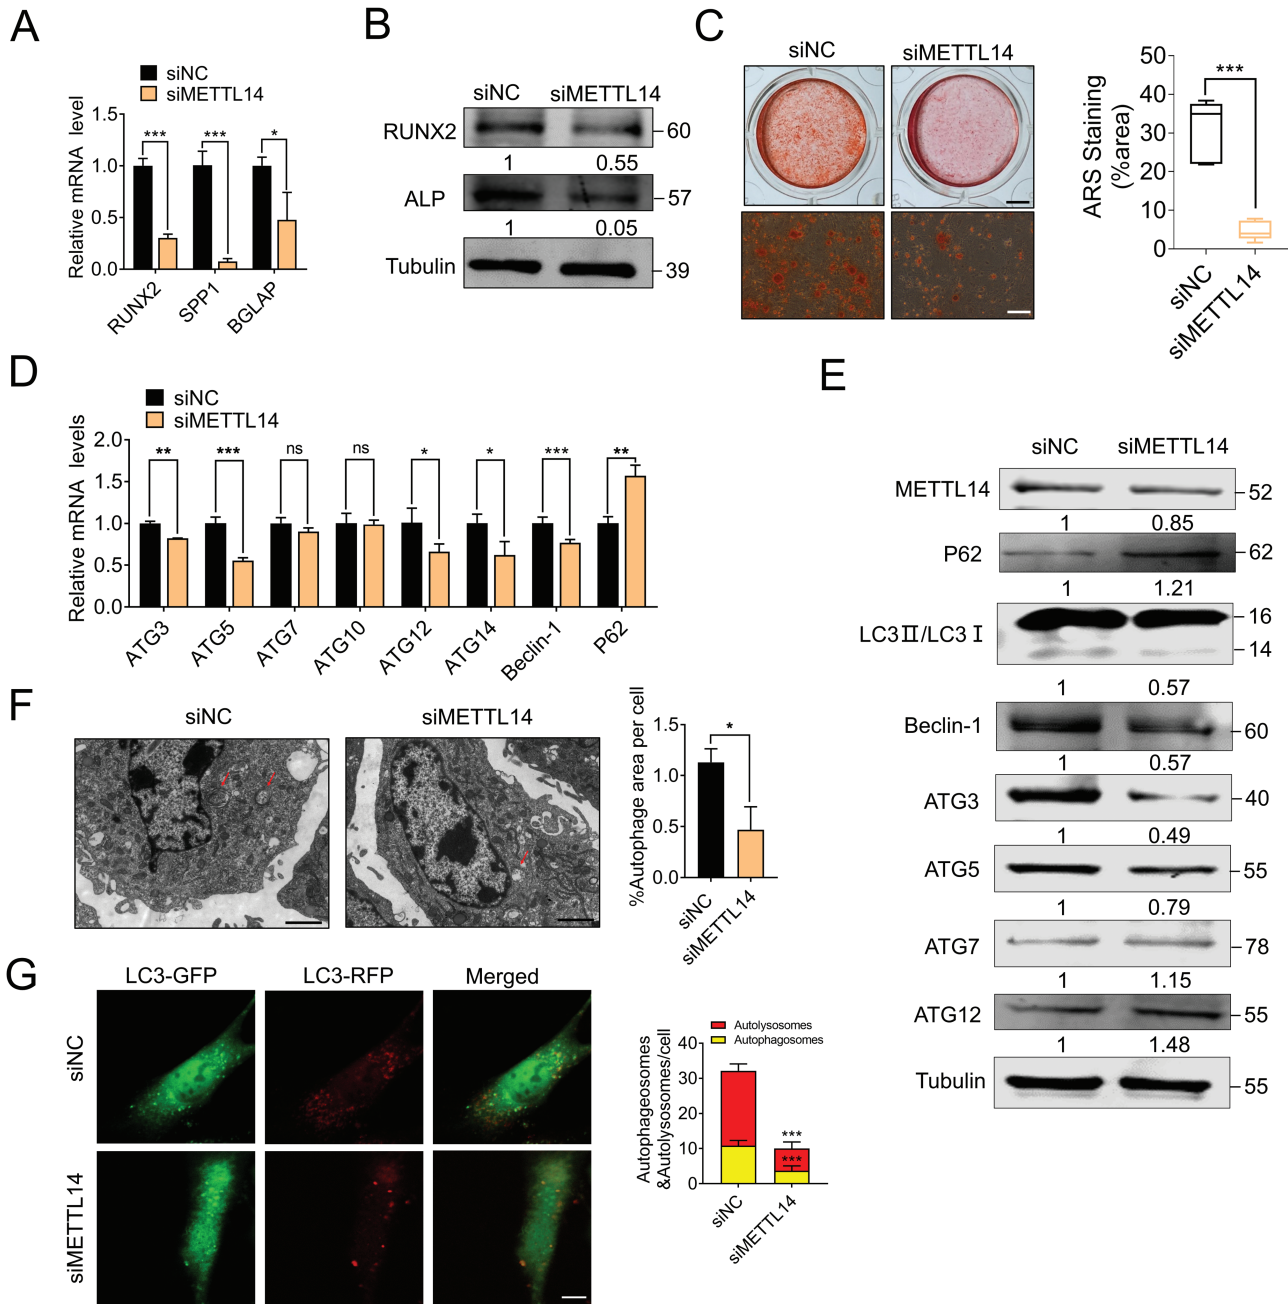 A
siNC
siMETTL14
Relative mRNA level
1.5
1.0
0.5
0.0
*** *** *
RUNX2 SPP1 BGLAP
B
siNC siMETTL14
RUNX2 60
1 0.55
ALP 57
1 0.05
Tubulin 39
C
siNC siMETTL14
ARS Staining
(%area)
50
40
30
20
10
0
***
siNC siMETTL14
D
siNC
siMETTL14
Relative mRNA levels
2.0
1.5
1.0
0.5
0.0
** *** ns ns * * *** **
ATG3 ATG5 ATG7 ATG10 ATG12 ATG14 Beclin-1 P62
E
siNC siMETTL14
METTL14 52
1 0.85
P62 62
1 1.21
LC3Ⅱ/LC3Ⅰ 16
14
1 0.57
Beclin-1 60
1 0.57
ATG3 40
1 0.49
ATG5 55
1 0.79
ATG7 78
1 1.15
ATG12 55
1 1.48
Tubulin 55
F
siNC siMETTL14
%Autophage area per cell
1.5
1.0
0.5
0.0
*
siNC siMETTL14
G
LC3-GFP LC3-RFP Merged
siNC
siMETTL14
Autolysosomes
Autophagosomes
Autophageosomes
&Autolysosomes/cell
40
30
20
10
0
***
***
siNC siMETTL14